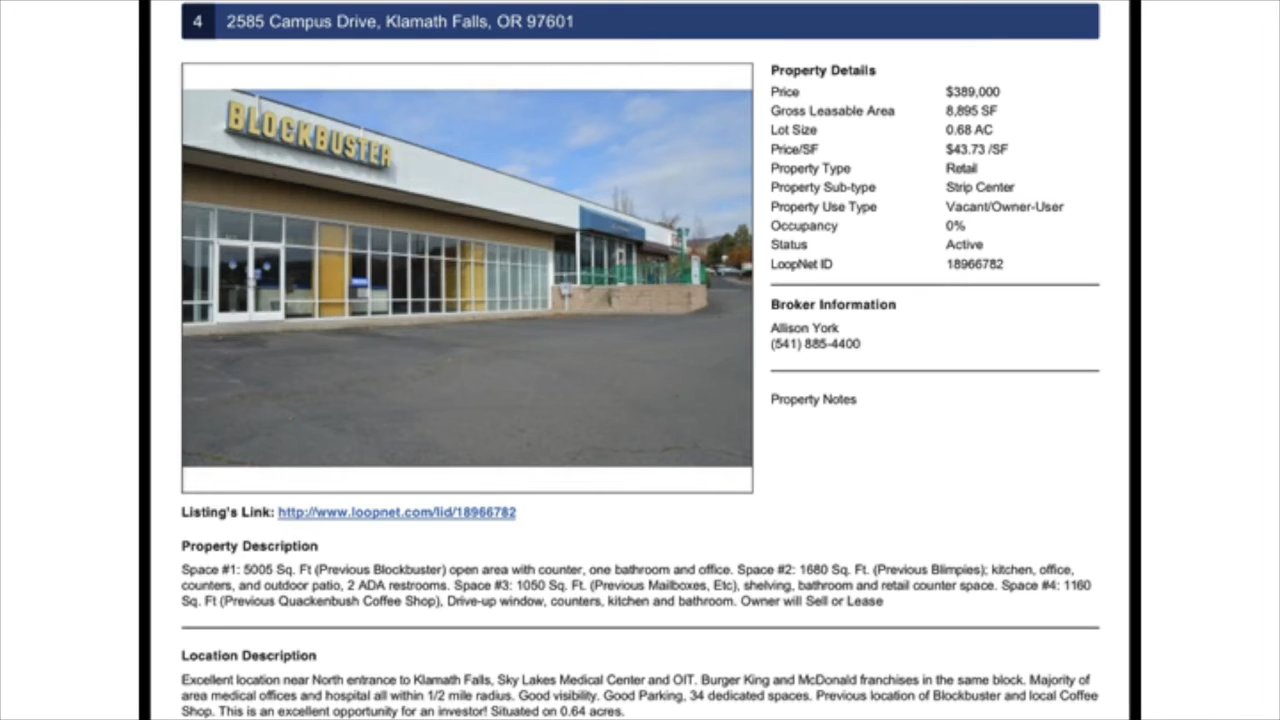 4 2585 Campus Drive, Klamath Falls, OR 97601
BLOCKBUSTER
Property Details
Price $389,000
Gross Leasable Area 8,895 SF
Lot Size 0.68 AC
Price/SF $43.73 /SF
Property Type Retail
Property Sub-type Strip Center
Property Use Type Vacant/Owner-User
Occupancy 0%
Status Active
LoopNet ID 18966782
Broker Information
Allison York
(541) 885-4400
Property Notes
Listing's Link: http://www.loopnet.com/lid/18966782
Property Description
Space #1: 5005 Sq. Ft (Previous Blockbuster) open area with counter, one bathroom and office. Space #2: 1680 Sq. Ft. (Previous Blimpies); kitchen, office,
counters, and outdoor patio, 2 ADA restrooms. Space #3: 1050 Sq. Ft. (Previous Mailboxes, Etc), shelving, bathroom and retail counter space. Space #4: 1160
Sq. Ft (Previous Quackenbush Coffee Shop), Drive-up window, counters, kitchen and bathroom. Owner will Sell or Lease
Location Description
Excellent location near North entrance to Klamath Falls, Sky Lakes Medical Center and OIT. Burger King and McDonald franchises in the same block. Majority of
area medical offices and hospital all within 1/2 mile radius. Good visibility. Good Parking, 34 dedicated spaces. Previous location of Blockbuster and local Coffee
Shop. This is an excellent opportunity for an investor! Situated on 0.64 acres.